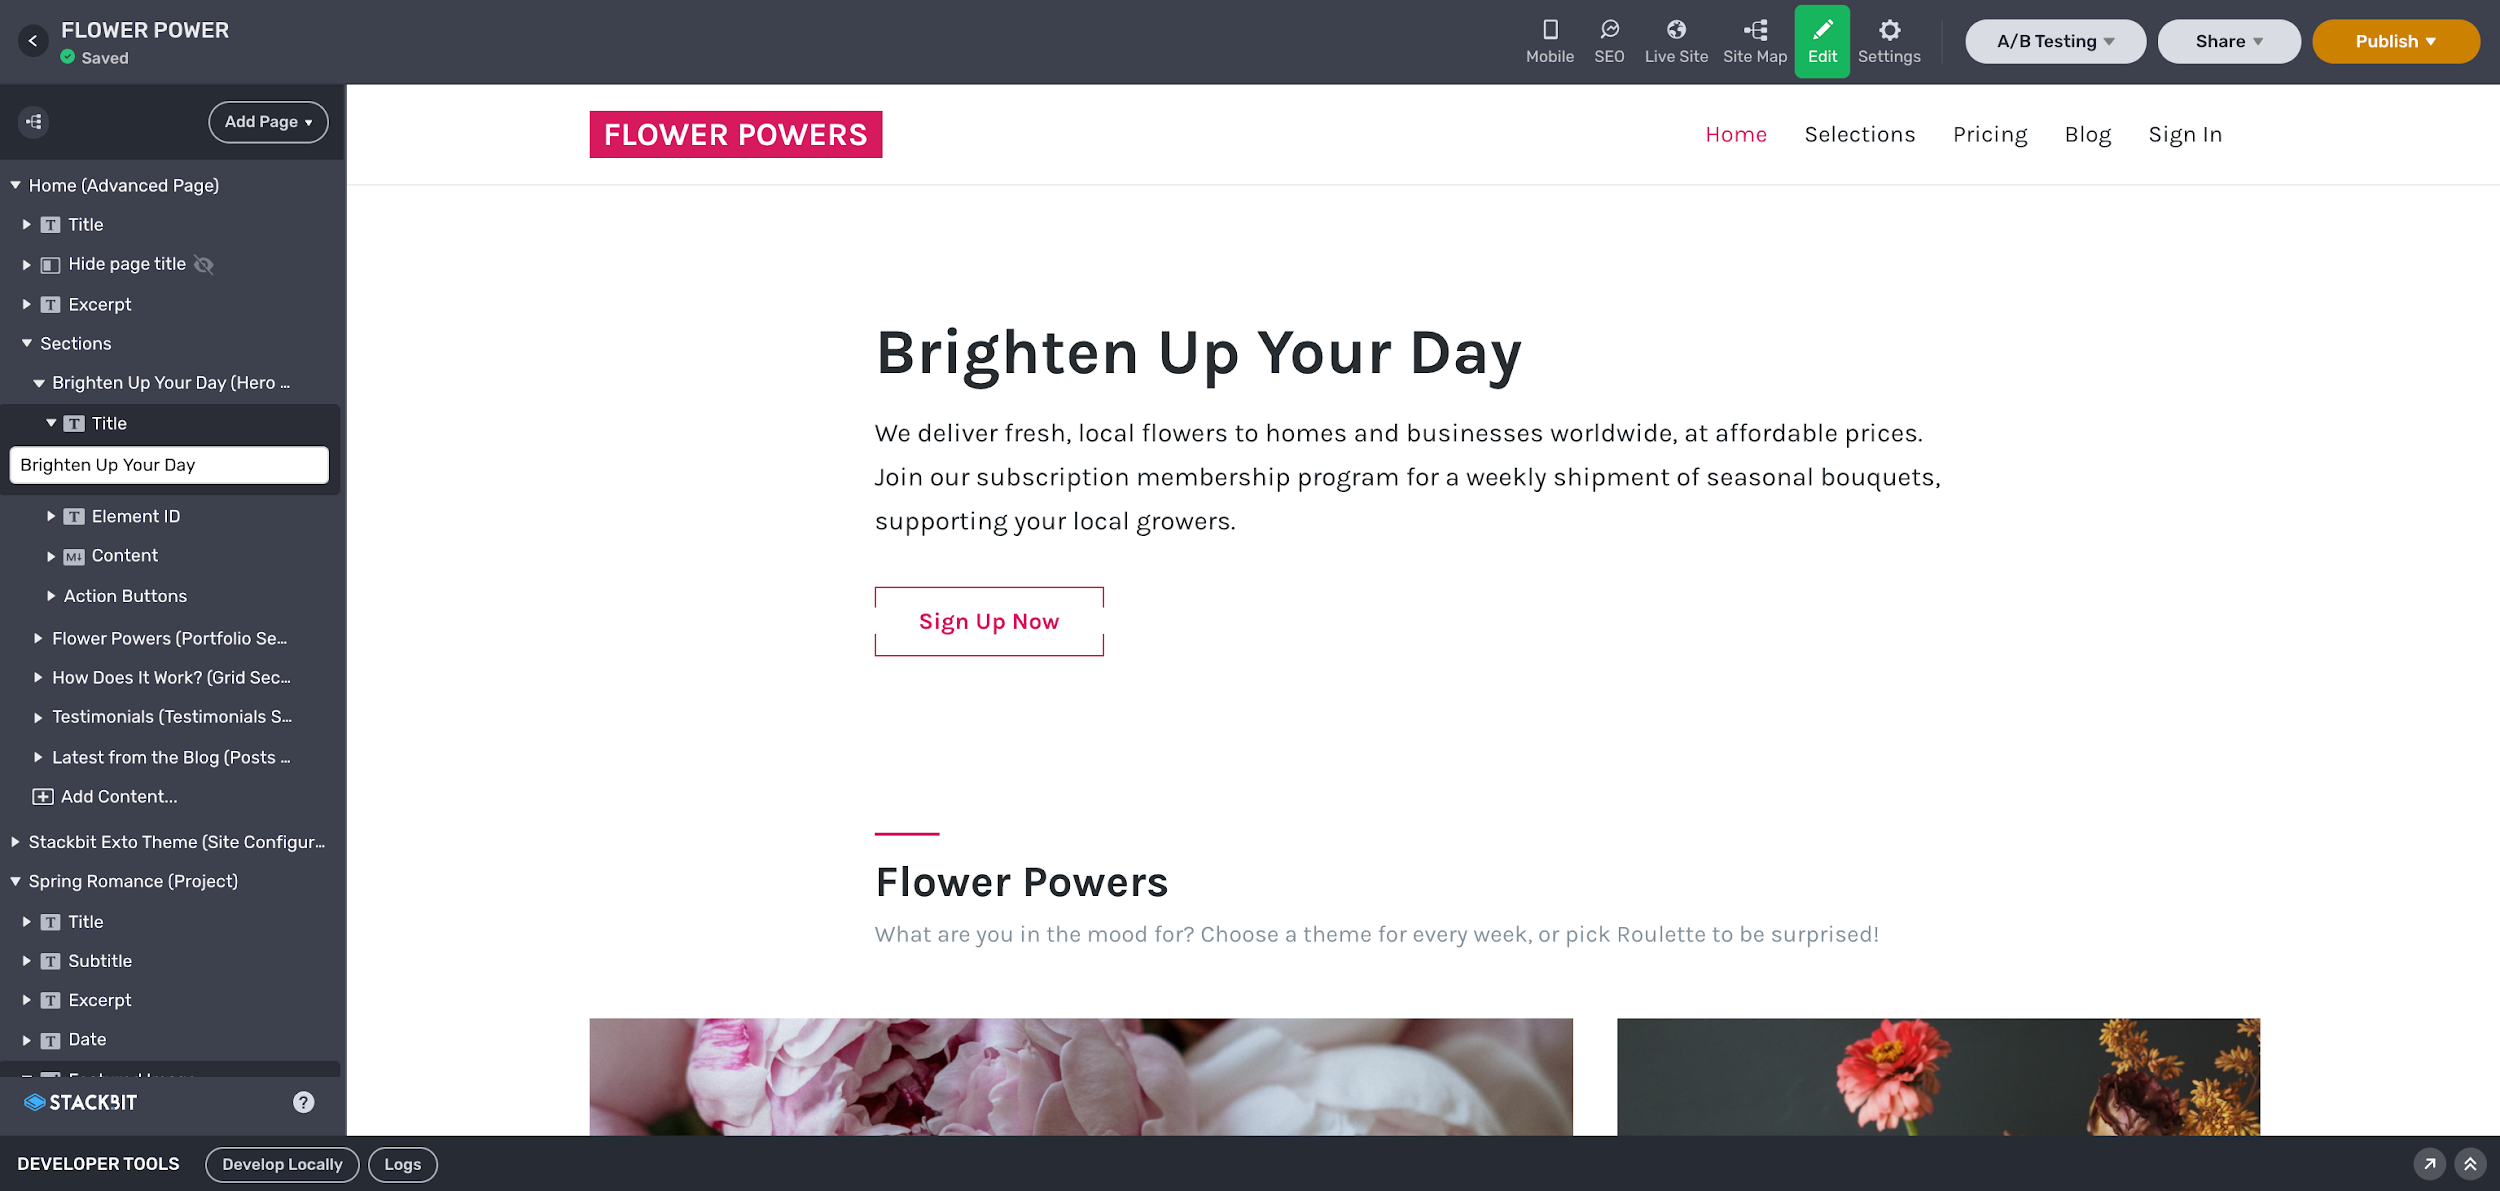 FLOWER POWER
Saved
Mobile
SEO
Live Site
Site Map
Edit
Settings
A/B Testing
Share
Publish
Add Page
Home (Advanced Page)
Title
Hide page title
Excerpt
Sections
Brighten Up Your Day (Hero ...
Title
Brighten Up Your Day
Element ID
Content
Action Buttons
Flower Powers (Portfolio Se...
How Does It Work? (Grid Sec...
Testimonials (Testimonials S...
Latest from the Blog (Posts ...
Add Content...
Stackbit Exto Theme (Site Configur...
Spring Romance (Project)
Title
Subtitle
Excerpt
Date
STACKBIT
FLOWER POWERS
Home
Selections
Pricing
Blog
Sign In
Brighten Up Your Day
We deliver fresh, local flowers to homes and businesses worldwide, at affordable prices.
Join our subscription membership program for a weekly shipment of seasonal bouquets,
supporting your local growers.
Sign Up Now
Flower Powers
What are you in the mood for? Choose a theme for every week, or pick Roulette to be surprised!
DEVELOPER TOOLS
Develop Locally
Logs